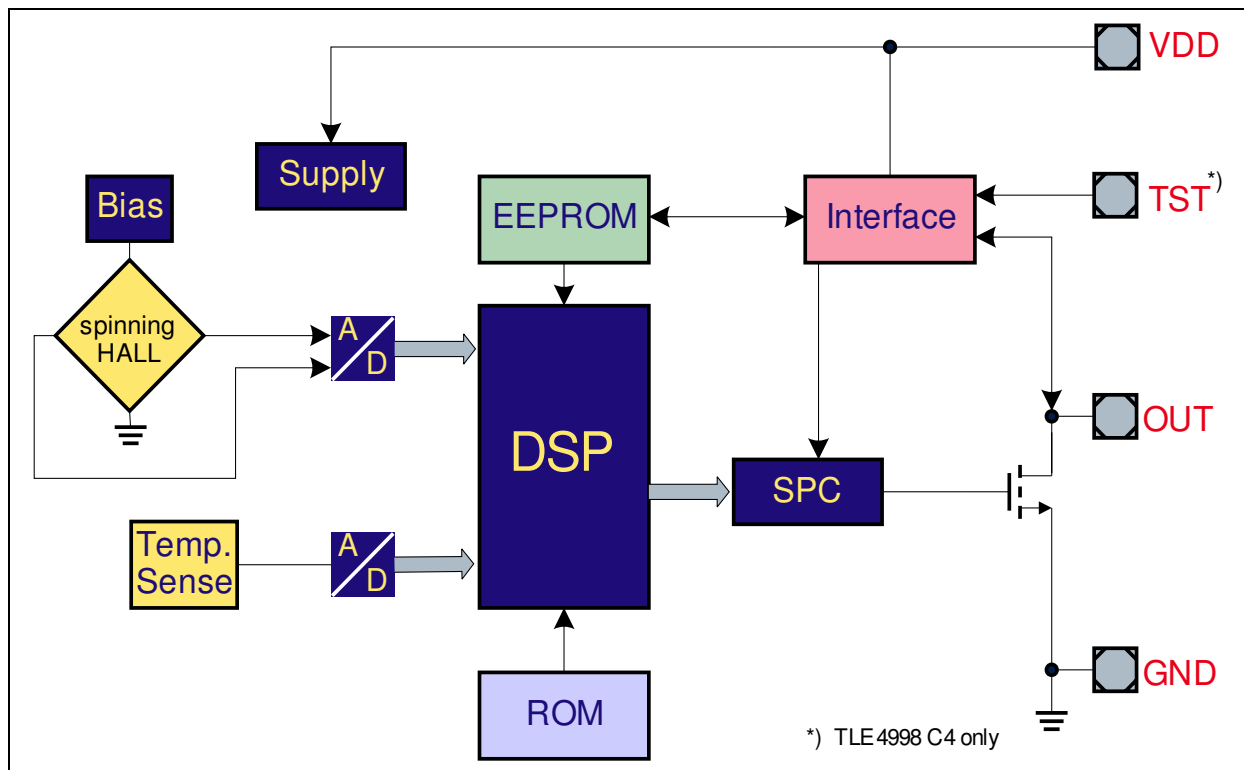 VDD
Supply
Bias
TST*)
EEPROM
Interface
spinning
HALL
A
D
DSP
OUT
SPC
Temp.
Sense
A
D
GND
ROM
*) TLE4998 C4 only